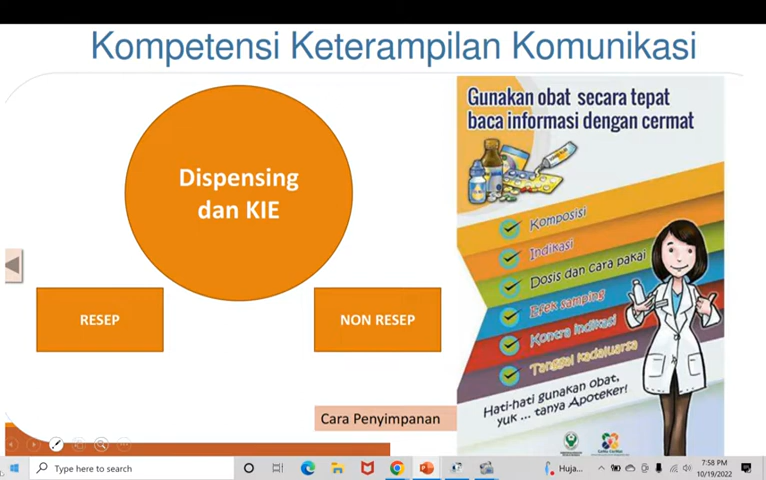 Kompetensi Keterampilan Komunikasi
Dispensing
dan KIE
RESEP
NON RESEP
Cara Penyimpanan
Gunakan obat secara tepat
baca informasi dengan cermat
Komposisi
Indikasi
Dosis dan cara pakai
Efek samping
Kontra indikasi
Tanggal kadaluarsa
Hati-hati gunakan obat,
yuk ... tanya Apoteker!
Type here to search
Huja...
7:58 PM
10/19/2022